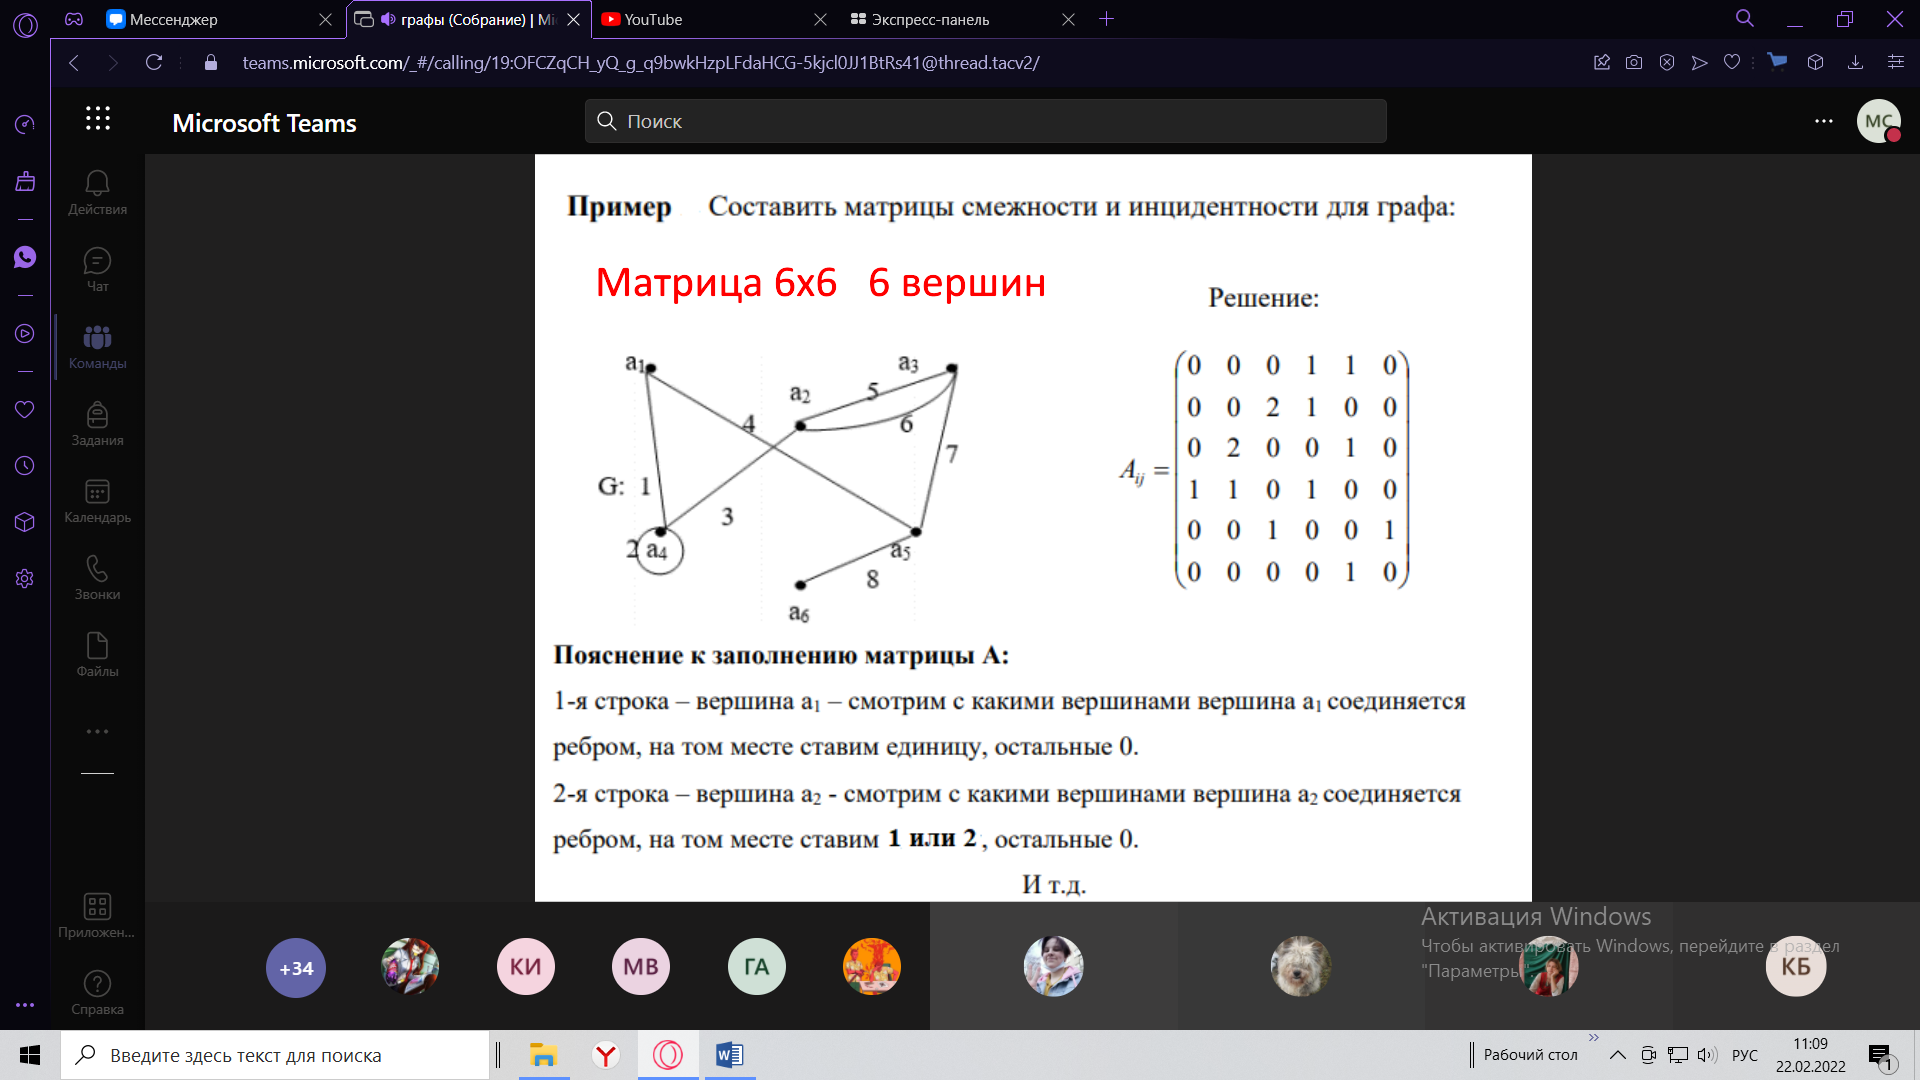 Мессенджер
графы (Собрание) | Mi
YouTube
Экспресс-панель
teams.microsoft.com/_#/calling/19:OFCZqCH_yQ_g_q9bwkHzpLFdaHCG-5kjcl0JJ1BtRs41@thread.tacv2/
Microsoft Teams
Поиск
МС
Действия
Чат
Команды
Задания
Календарь
Звонки
Файлы
Приложен...
Справка
Пример Составить матрицы смежности и инцидентности для графа:
Матрица 6х6 6 вершин
Решение:
a1
a2
a3
5
4
6
7
G: 1
3
2 a4
a5
8
a6
Aij =
0 0 0 1 1 0
0 0 2 1 0 0
0 2 0 0 1 0
1 1 0 1 0 0
0 0 1 0 0 1
0 0 0 0 1 0
Пояснение к заполнению матрицы А:
1-я строка – вершина a1 – смотрим с какими вершинами вершина a1 соединяется
ребром, на том месте ставим единицу, остальные 0.
2-я строка – вершина a2 - смотрим с какими вершинами вершина a2 соединяется
ребром, на том месте ставим 1 или 2, остальные 0.
И т.д.
+34
КИ
МВ
ГА
КБ
Активация Windows
Чтобы активировать Windows, перейдите в раздел
"Параметры"
Введите здесь текст для поиска
Рабочий стол
РУС
11:09
22.02.2022
1